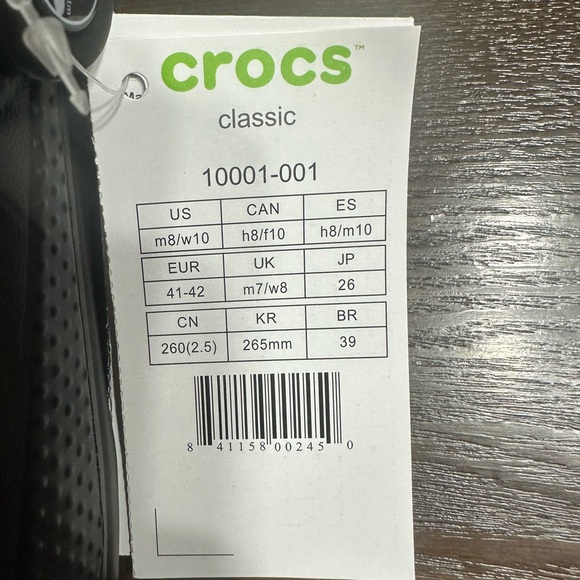 crocs™
classic
10001-001
US CAN ES
m8/w10 h8/f10 h8/m10
EUR UK JP
41-42 m7/w8 26
CN KR BR
260(2.5) 265mm 39
8 41158 00245 0